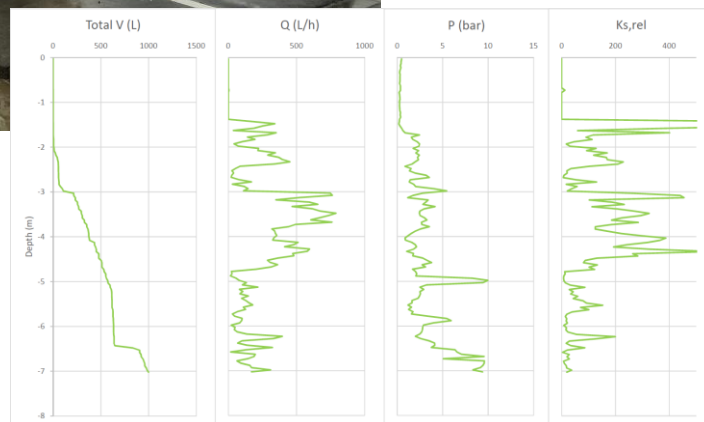 Total V (L)
0 500 1000 1500
Q (L/h)
0 500 1000
P (bar)
0 5 10 15
Ks,rel
0 200 400
Depth (m)
0
-1
-2
-3
-4
-5
-6
-7
-8